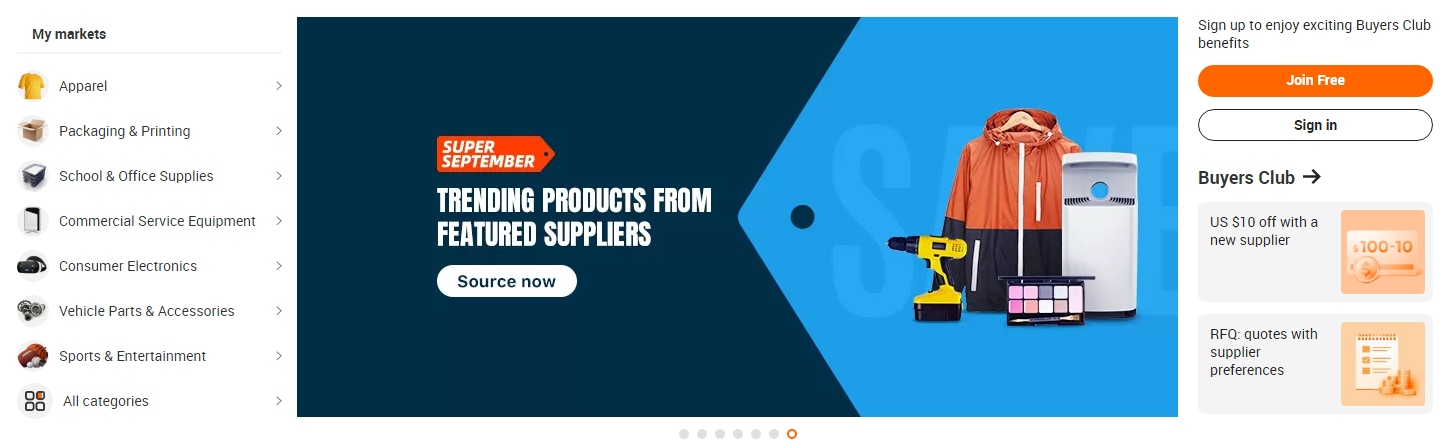 My markets
Apparel
Packaging & Printing
School & Office Supplies
Commercial Service Equipment
Consumer Electronics
Vehicle Parts & Accessories
Sports & Entertainment
All categories
SUPER
SEPTEMBER
TRENDING PRODUCTS FROM
FEATURED SUPPLIERS
Source now
SAVE
Sign up to enjoy exciting Buyers Club
benefits
Join Free
Sign in
Buyers Club
US $10 off with a
new supplier
$100-10
$
RFQ: quotes with
supplier
preferences